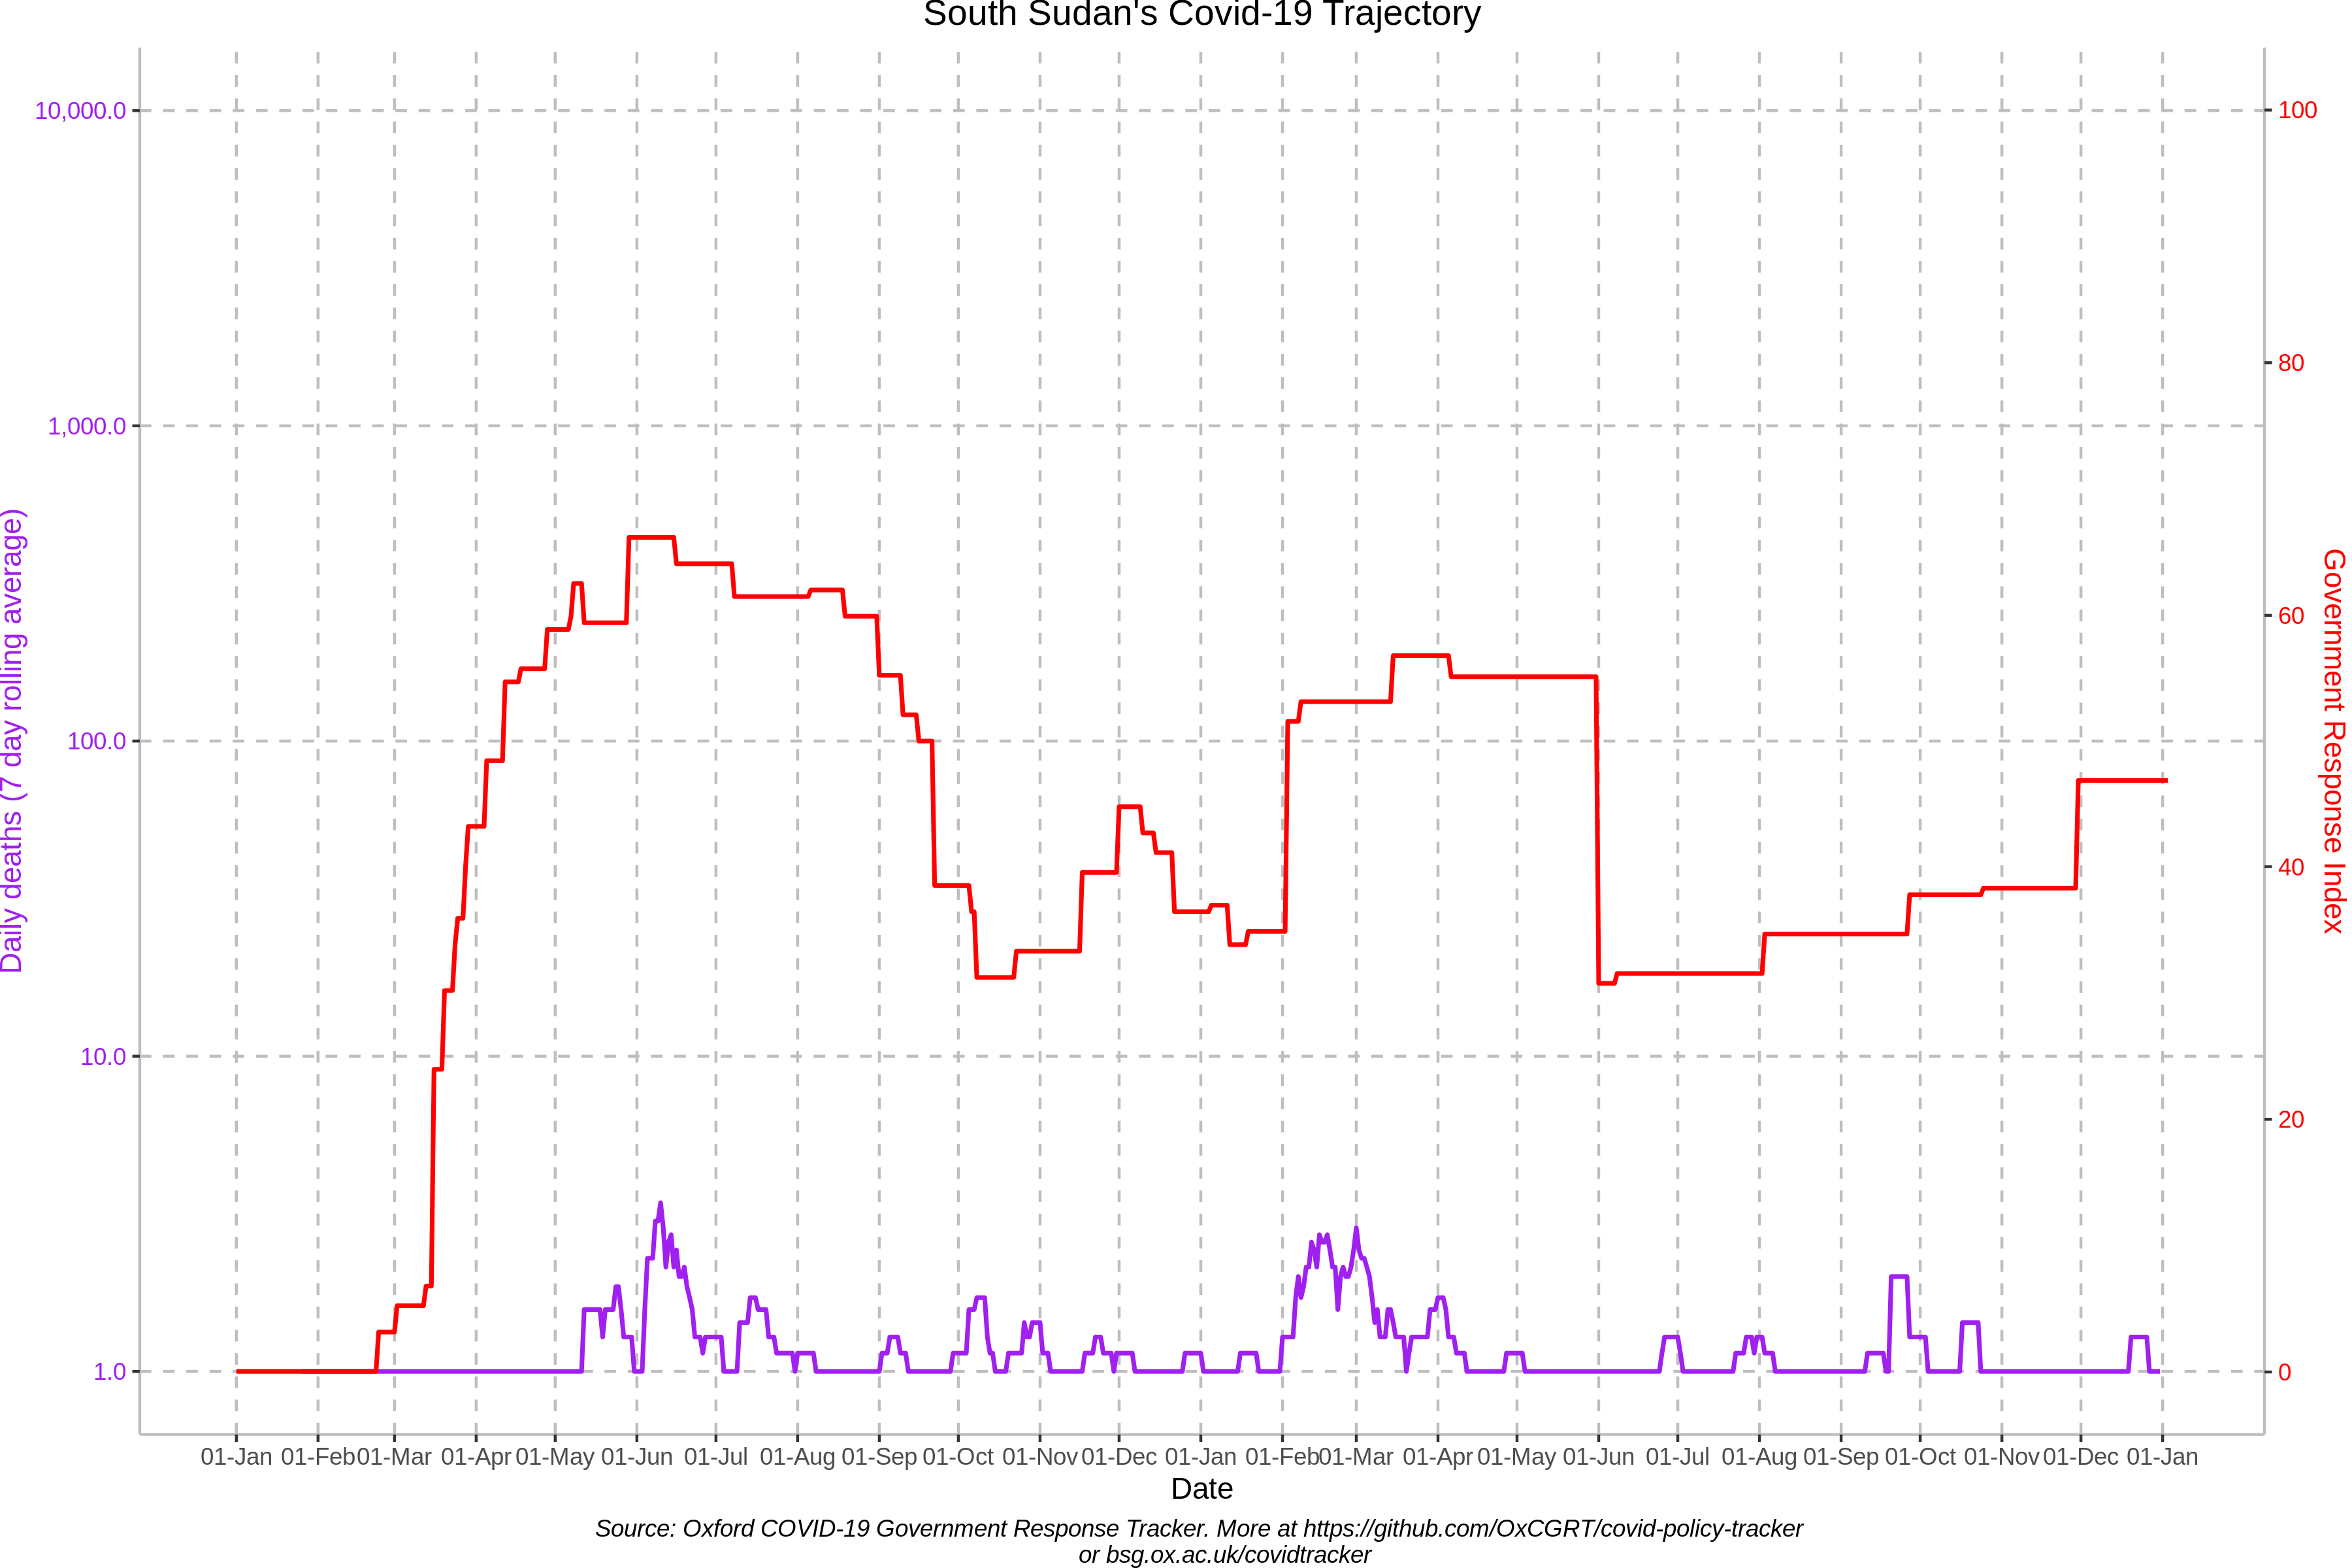 South Sudan's Covid-19 Trajectory
10,000.0
1,000.0
100.0
10.0
1.0
Daily deaths (7 day rolling average)
100
80
60
40
20
0
Government Response Index
01-Jan 01-Feb 01-Mar 01-Apr 01-May 01-Jun 01-Jul 01-Aug 01-Sep 01-Oct 01-Nov 01-Dec 01-Jan 01-Feb 01-Mar 01-Apr 01-May 01-Jun 01-Jul 01-Aug 01-Sep 01-Oct 01-Nov 01-Dec 01-Jan
Date
Source: Oxford COVID-19 Government Response Tracker. More at https://github.com/OxCGRT/covid-policy-tracker
or bsg.ox.ac.uk/covidtracker